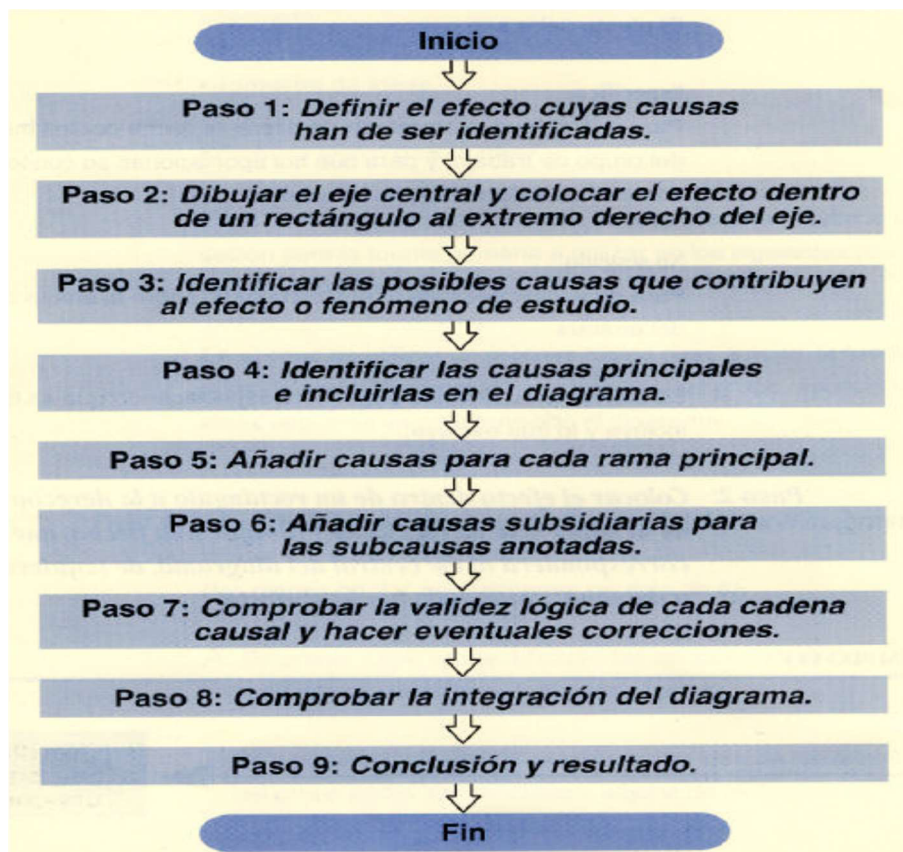 Inicio
Paso 1: Definir el efecto cuyas causas
han de ser identificadas.
Paso 2: Dibujar el eje central y colocar el efecto dentro
de un rectángulo al extremo derecho del eje.
Paso 3: Identificar las posibles causas que contribuyen
al efecto o fenómeno de estudio.
Paso 4: Identificar las causas principales
e incluirlas en el diagrama.
Paso 5: Añadir causas para cada rama principal.
Paso 6: Añadir causas subsidiarias para
las subcausas anotadas.
Paso 7: Comprobar la validez lógica de cada cadena
causal y hacer eventuales correcciones.
Paso 8: Comprobar la integración del diagrama.
Paso 9: Conclusión y resultado.
Fin